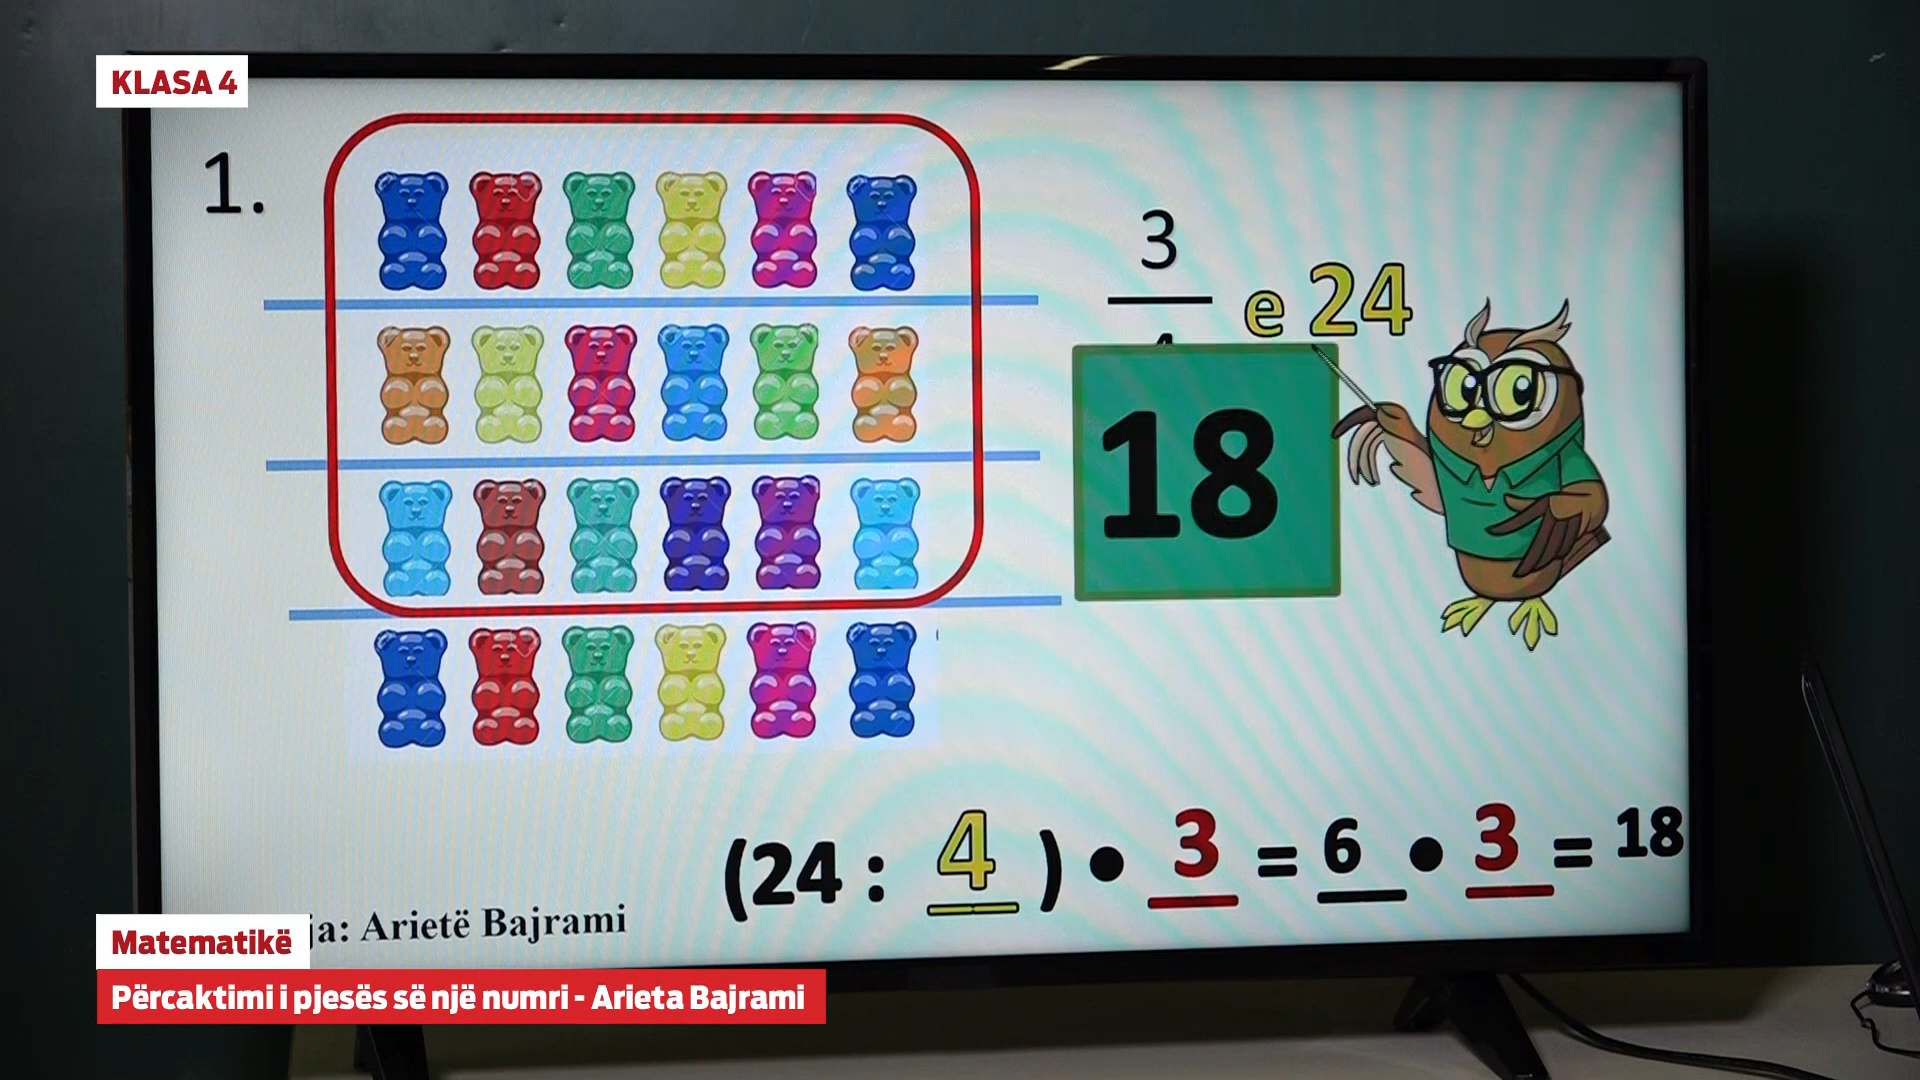 KLASA 4
1.
3
e 24
18
(24 : 4 ) • 3 = 6 • 3 = 18
ja: Arietë Bajrami
Matematikë
Përcaktimi i pjesës së një numri - Arieta Bajrami